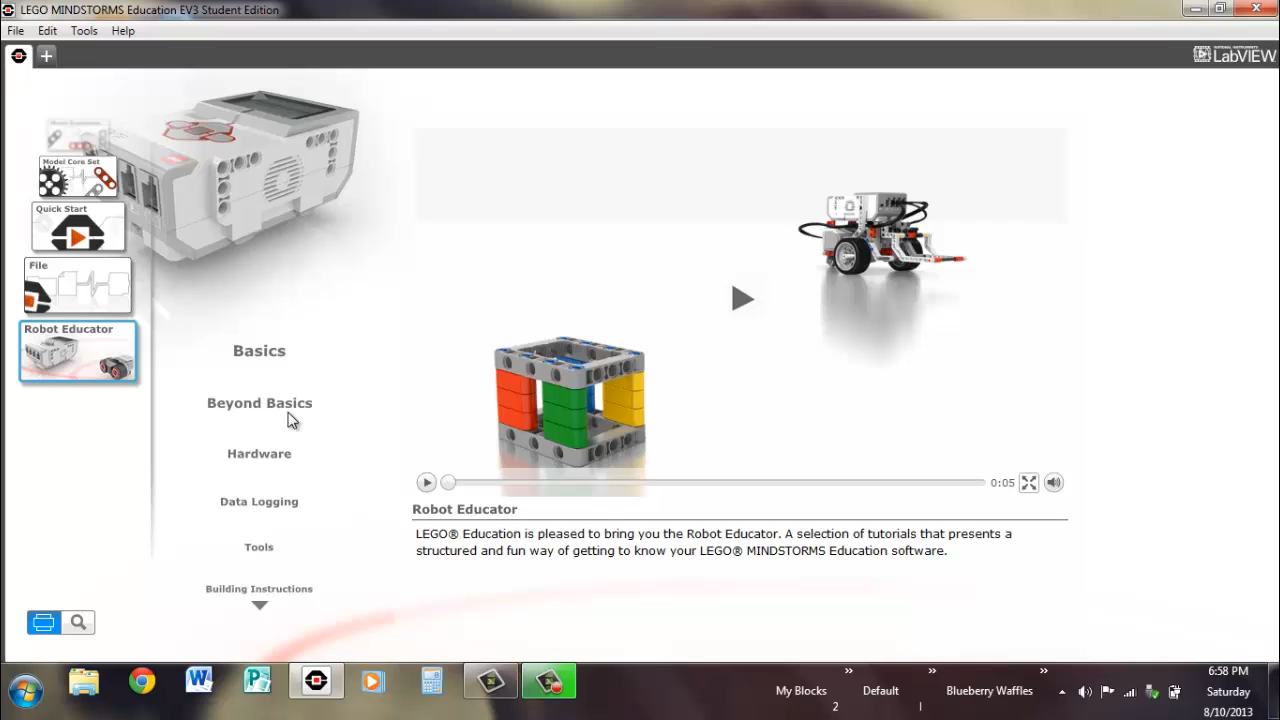 LEGO MINDSTORMS Education EV3 Student Edition
File Edit Tools Help
LabVIEW
Model Core Set
Quick Start
File
Robot Educator
Basics
Beyond Basics
Hardware
Data Logging
Tools
Building Instructions
0:05
Robot Educator
LEGO® Education is pleased to bring you the Robot Educator. A selection of tutorials that presents a
structured and fun way of getting to know your LEGO® MINDSTORMS Education software.
My Blocks
2
»
Default
»
Blueberry Waffles
»
6:58 PM
Saturday
8/10/2013